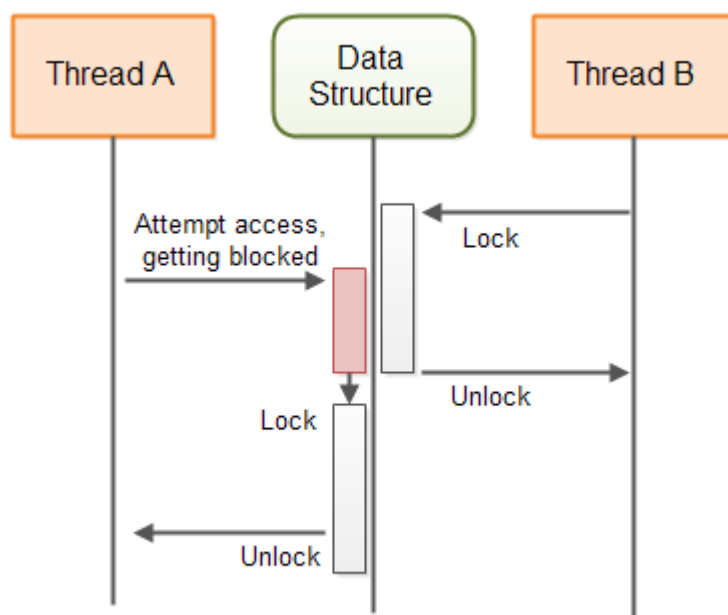 Thread A
Data
Structure
Thread B
Attempt access,
getting blocked
Lock
Unlock
Lock
Unlock